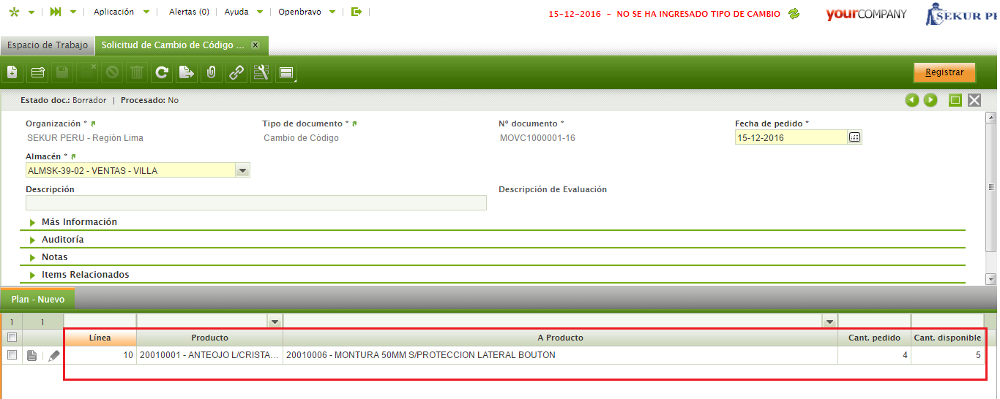 Aplicación Alertas (0) Ayuda Openbravo 15-12-2016 - NO SE HA INGRESADO TIPO DE CAMBIO yourCOMPANY SEKUR
Espacio de Trabajo Solicitud de Cambio de Código ...
Registrar
Estado doc.: Borrador | Procesado: No
Organización * Tipo de documento * Nº documento * Fecha de pedido *
SEKUR PERU - Región Lima Cambio de Código MOVC1000001-16 15-12-2016
Almacén *
ALMSK-39-02 - VENTAS - VILLA
Descripción Descripción de Evaluación
Más Información
Auditoría
Notas
Items Relacionados
Plan - Nuevo
1 1
Línea Producto A Producto Cant. pedido Cant. disponible
10 20010001 - ANTEOJO L/CRISTA... 20010006 - MONTURA 50MM S/PROTECCION LATERAL BOUTON 4 5